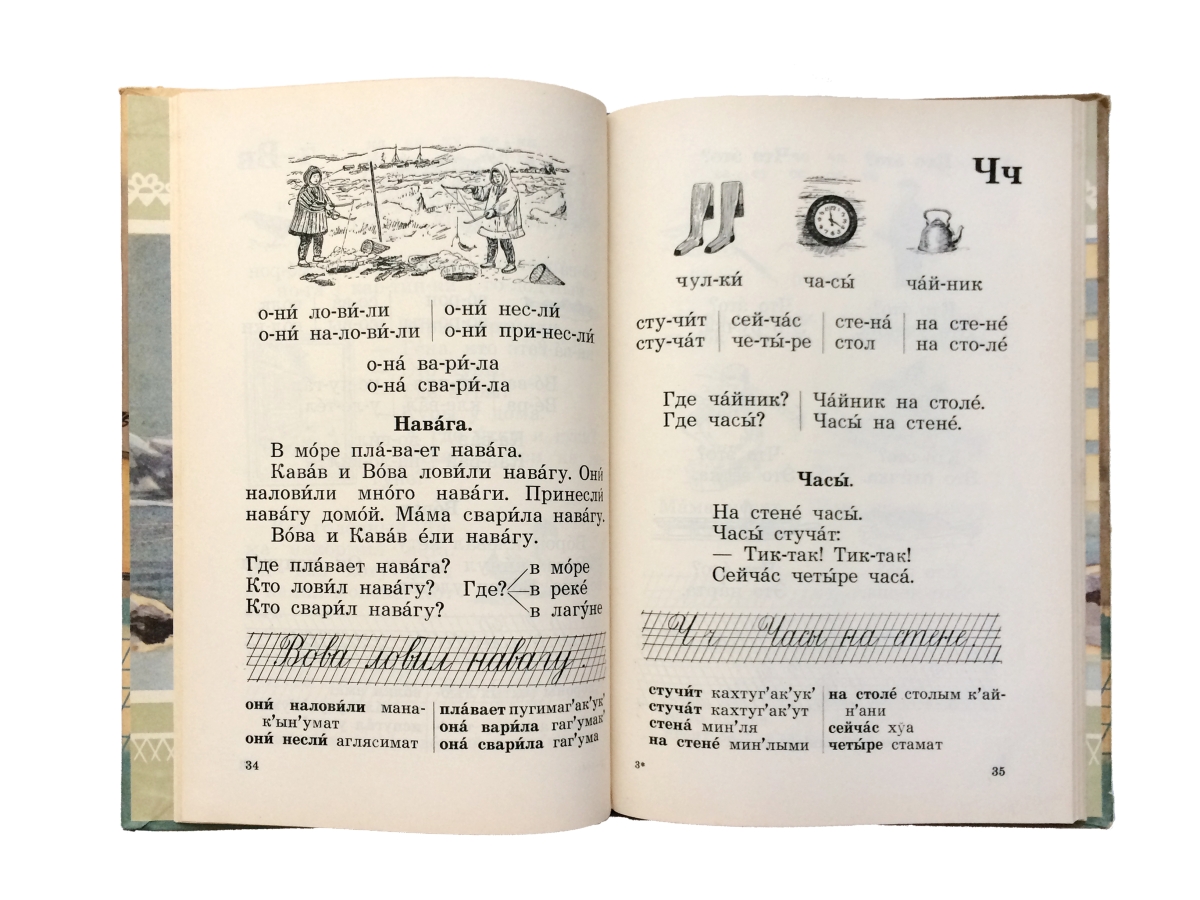 о-ни́ ло-ви́-ли | о-ни́ нес-ли́
о-ни́ на-ло-ви́-ли | о-ни́ при-нес-ли́
о-на́ ва-ри́-ла
о-на́ сва-ри́-ла
Нава́га.
В мо́ре пла́-ва-ет нава́га.
Кава́в и Во́ва лови́ли нава́гу. Они́
налови́ли мно́го нава́ги. Принесли́
нава́гу домо́й. Ма́ма свари́ла нава́гу.
Во́ва и Кава́в е́ли нава́гу.
Где пла́вает нава́га?
Кто лови́л нава́гу?
Кто свари́л нава́гу?
Где?
в мо́ре
в реке́
в лагу́не
Вова ловил навагу.
они́ налови́ли мана-
к’ын’умат
они́ несли́ аглясимат
пла́вает пугимаг’ак’ук’
она́ вари́ла гаг’умак’
она́ свари́ла гаг’ума
34
Чч
чул-ки́
ча-сы́
ча́й-ник
сту-чи́т | сей-ча́с | сте-на́ | на сте-не́
сту-ча́т | че-ты́-ре | стол | на сто-ле́
Где ча́йник? | Ча́йник на столе́.
Где часы́? | Часы́ на стене́.
Часы́.
На стене́ часы́.
Часы́ стуча́т:
— Тик-так! Тик-так!
Сейча́с четы́ре часа́.
Ч ч Часы на стене.
стучи́т кахтуг’ак’ук’
стуча́т кахтуг’ак’ут
стена́ мин’ля
на стене́ мин’лыми
на столе́ столым к’ай-
н’ани
сейча́с хӯа
четы́ре стамат
3*
35